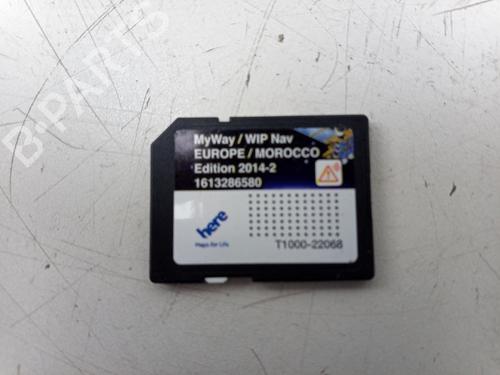 B-PARTS
MyWay / WIP Nav
EUROPE / MOROCCO
Edition 2014-2
1613286580
here
Maps for Life
T1000-22068